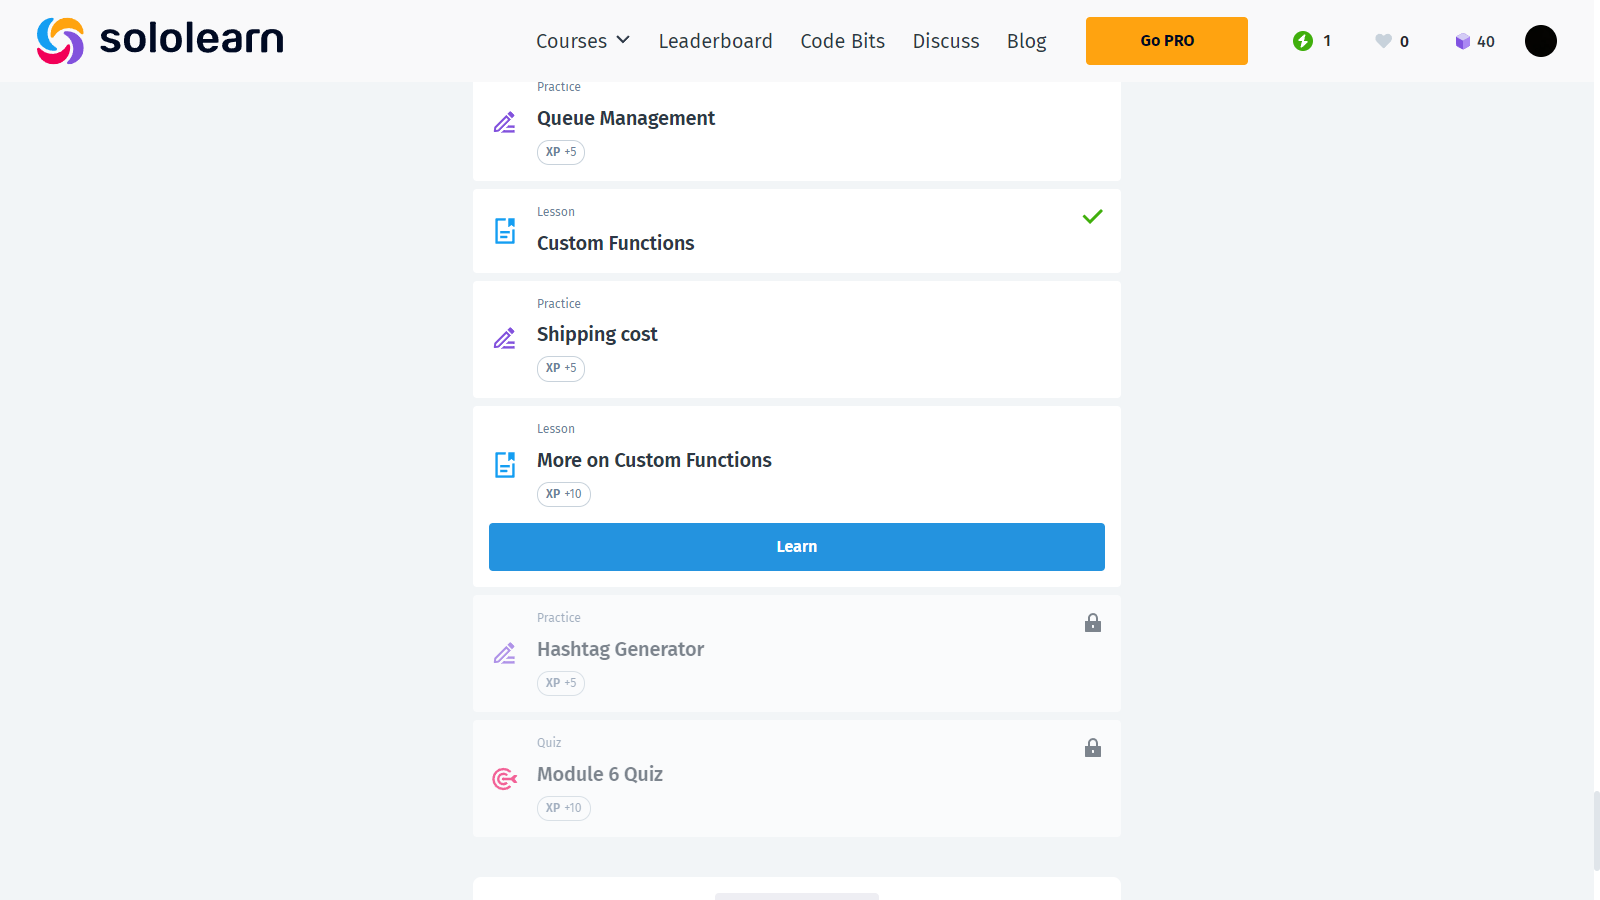 sololearn
Courses Leaderboard Code Bits Discuss Blog Go PRO 1 0 40
Practice
Queue Management
XP +5
Lesson
Custom Functions
Practice
Shipping cost
XP +5
Lesson
More on Custom Functions
XP +10
Learn
Practice
Hashtag Generator
XP +5
Quiz
Module 6 Quiz
XP +10